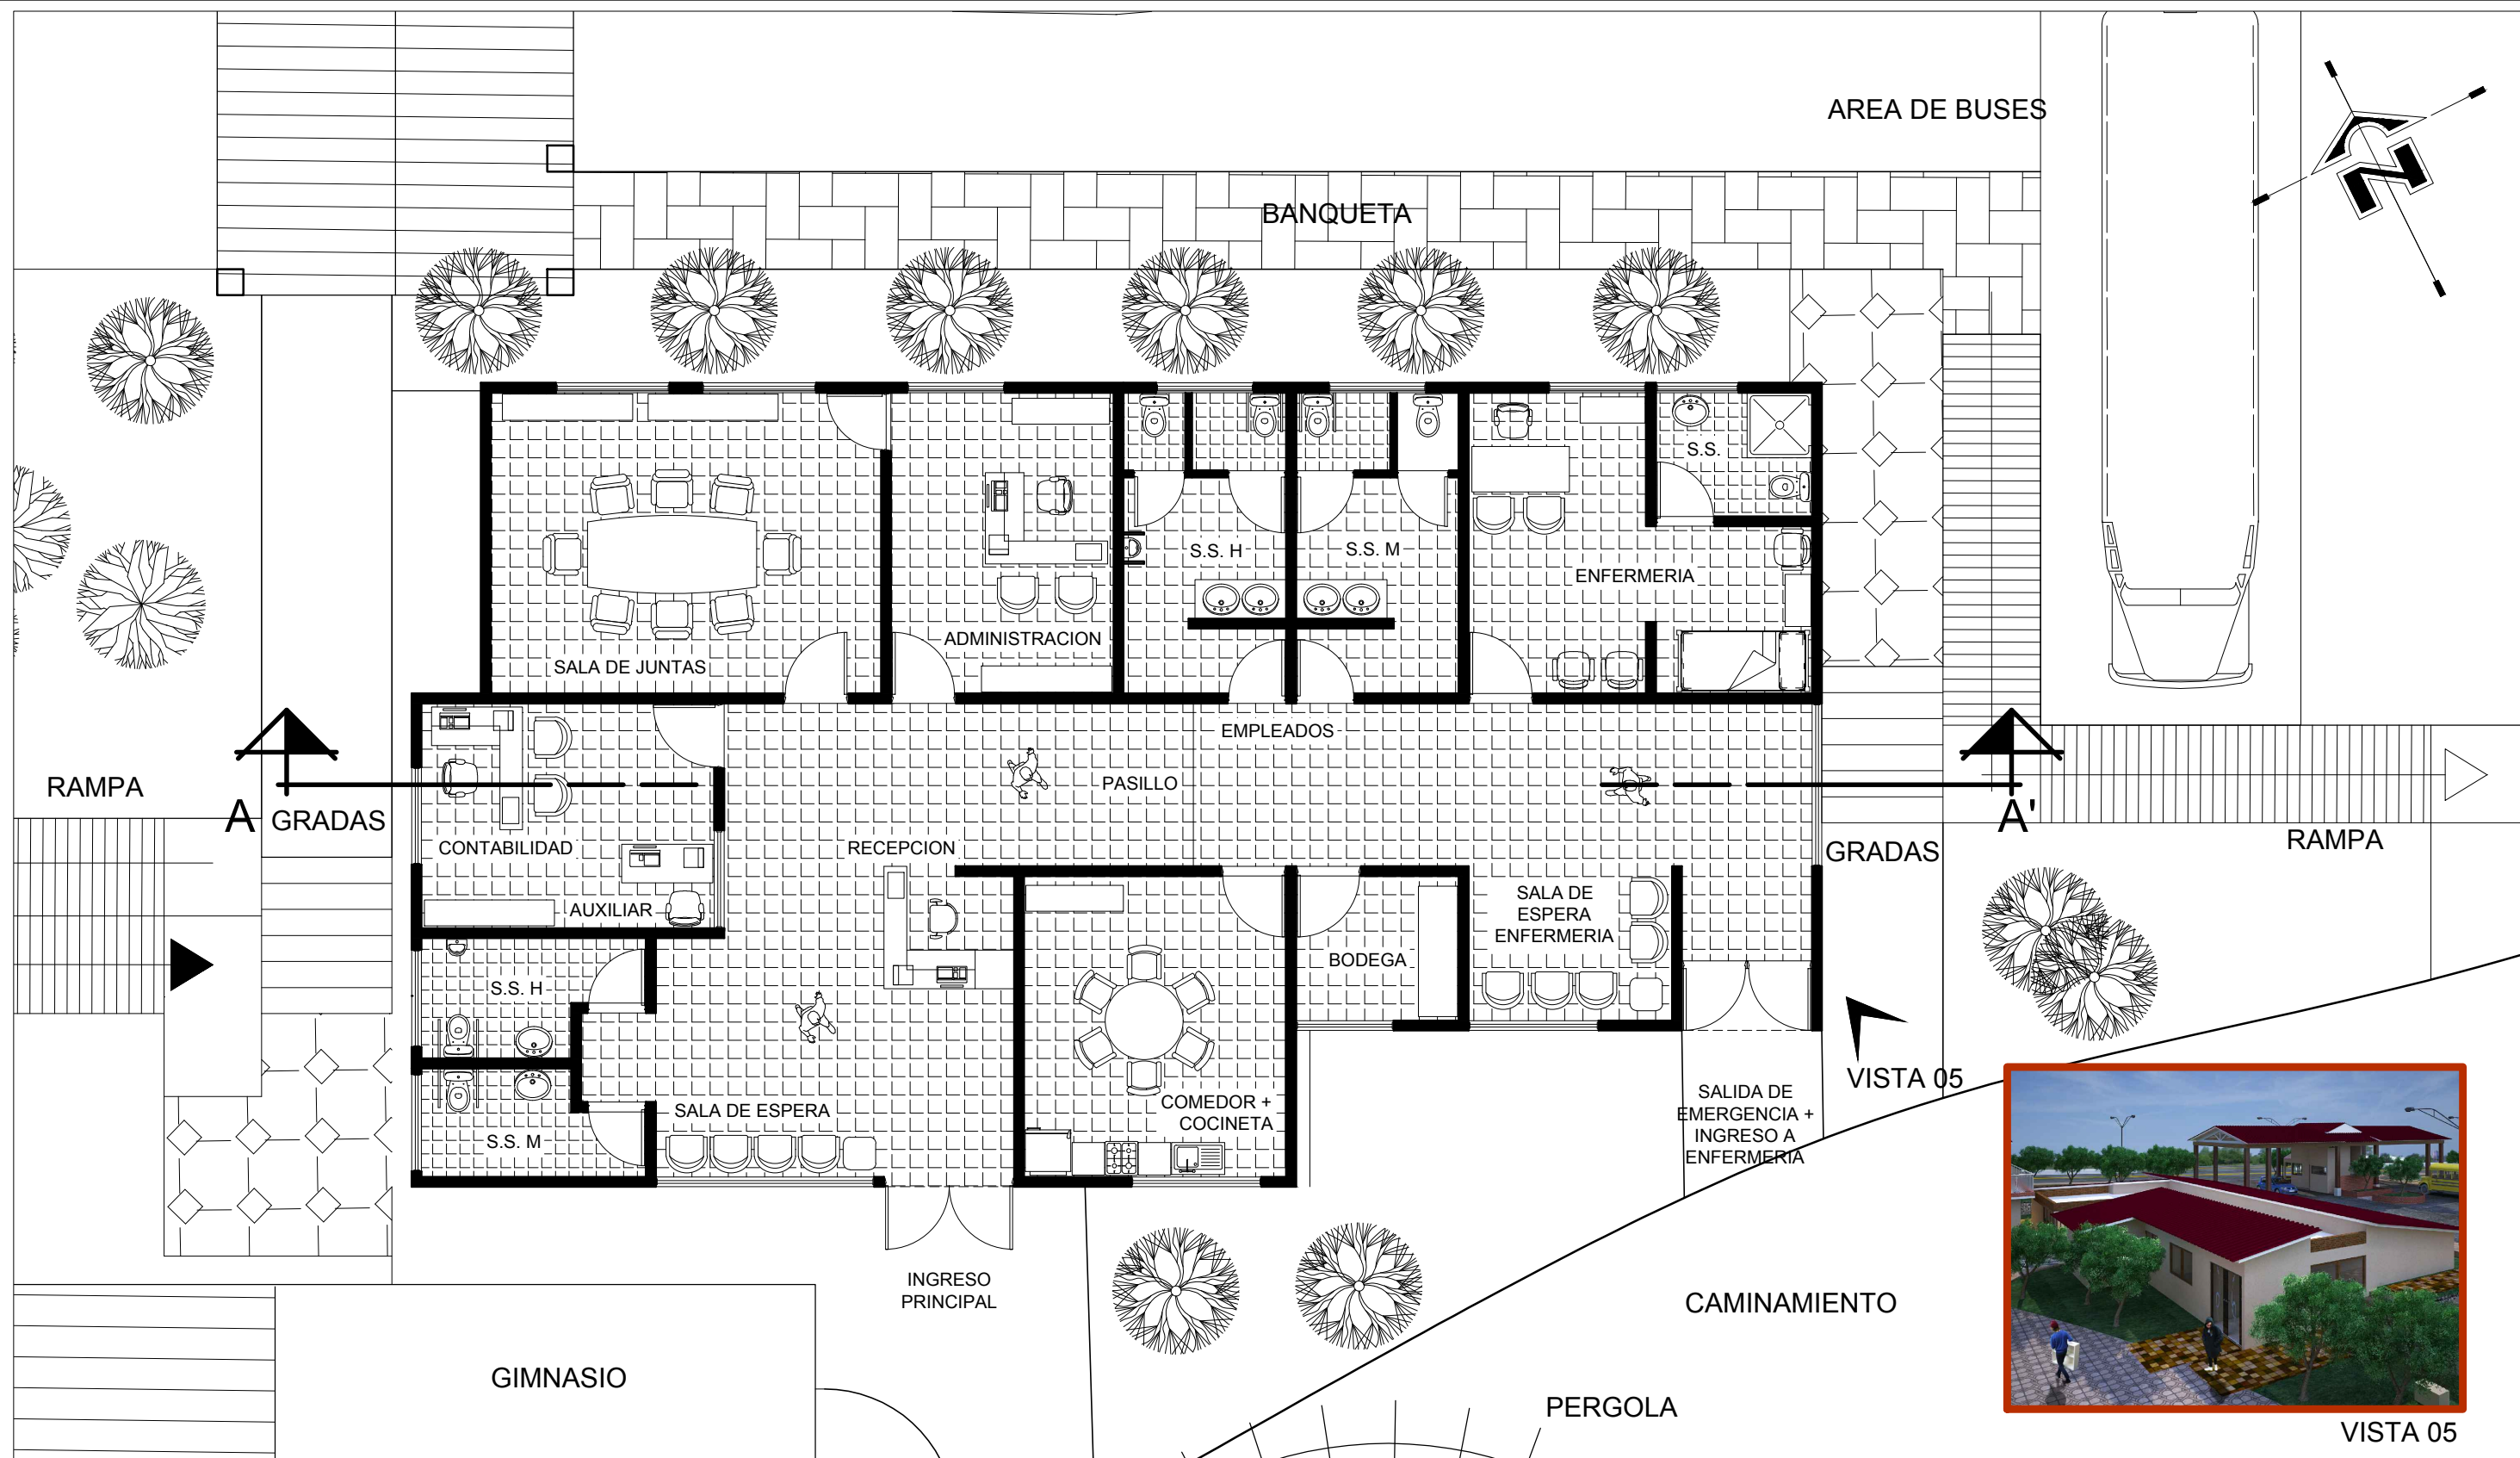 AREA DE BUSES
N
BANQUETA
S.S.
S.S. H
S.S. M
ENFERMERIA
ADMINISTRACION
SALA DE JUNTAS
EMPLEADOS
PASILLO
RAMPA
A
GRADAS
A'
CONTABILIDAD
RECEPCION
GRADAS
RAMPA
AUXILIAR
SALA DE
ESPERA
ENFERMERIA
BODEGA
S.S. H
VISTA 05
SALA DE ESPERA
COMEDOR +
COCINETA
SALIDA DE
EMERGENCIA +
INGRESO A
ENFERMERIA
S.S. M
INGRESO
PRINCIPAL
CAMINAMIENTO
GIMNASIO
PERGOLA
VISTA 05